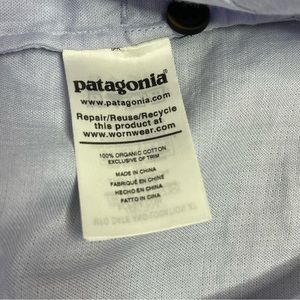 patagonia®
www.patagonia.com
Repair/Reuse/Recycle
this product at
www.wornwear.com
100% ORGANIC COTTON
EXCLUSIVE OF TRIM
MADE IN CHINA
FABRIQUÉ EN CHINE
HECHO EN CHINA
FATTO IN CINA